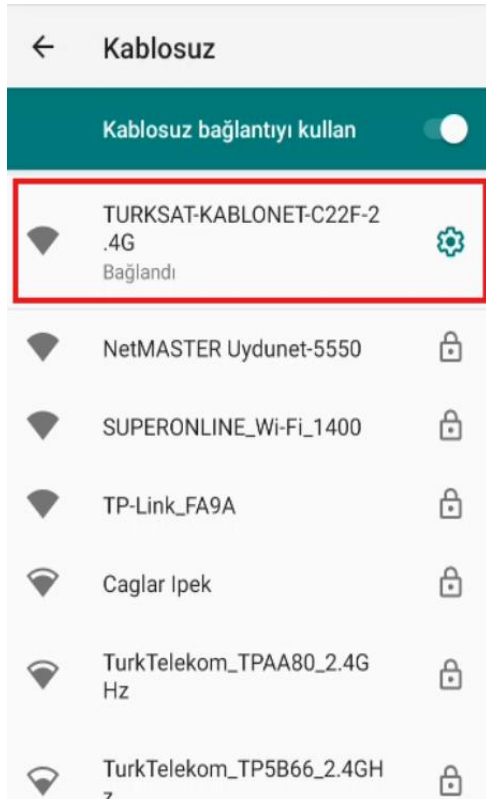 Kablosuz
Kablosuz bağlantıyı kullan
TURKSAT-KABLONET-C22F-2
.4G
Bağlandı
NetMASTER Uydunet-5550
SUPERONLINE_Wi-Fi_1400
TP-Link_FA9A
Caglar Ipek
TurkTelekom_TPAA80_2.4G
Hz
TurkTelekom_TP5B66_2.4GH
z